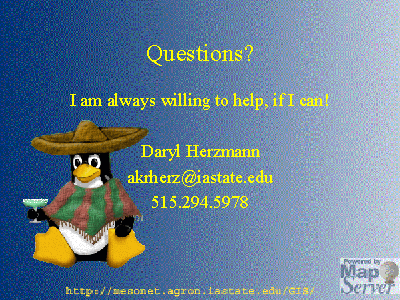 Questions?
I am always willing to help, if I can!
Daryl Herzmann
akrherz@iastate.edu
515.294.5978
Powered by
Map
Server
http://mesonet.agron.iastate.edu/GIS/